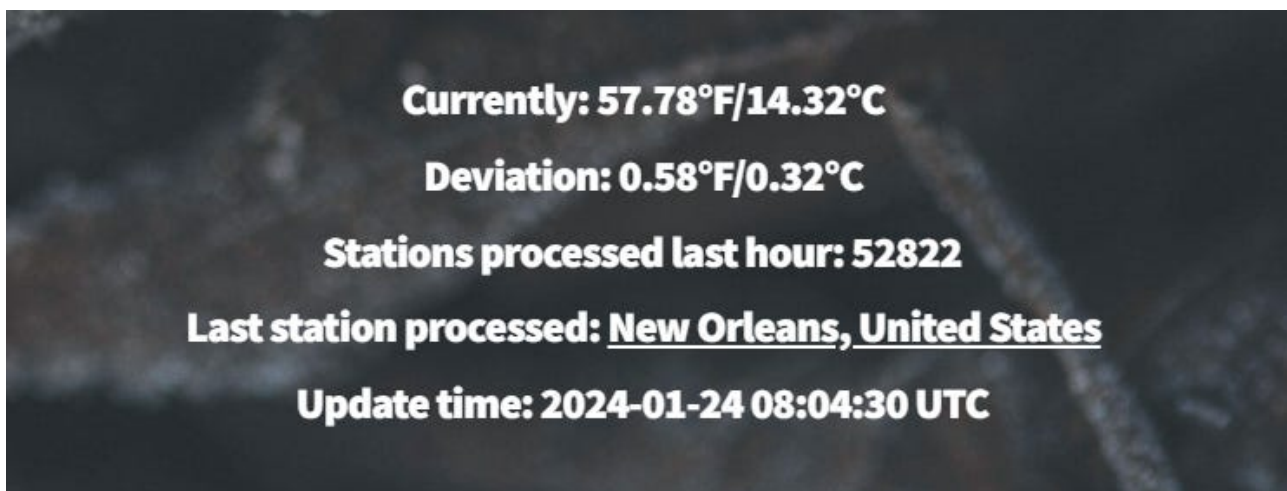 Currently: 57.78°F/14.32°C
Deviation: 0.58°F/0.32°C
Stations processed last hour: 52822
Last station processed: New Orleans, United States
Update time: 2024-01-24 08:04:30 UTC